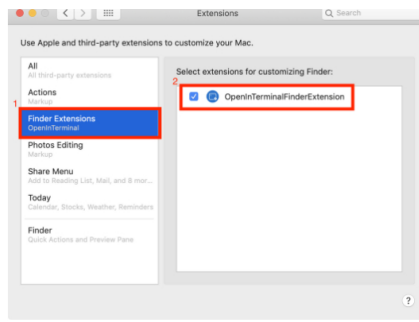 Extensions
Search
Use Apple and third-party extensions to customize your Mac.
All
All third-party extensions
Actions
Markup
1
Finder Extensions
OpenInTerminal
Photos Editing
Markup
Share Menu
Add to Reading List, Mail, and 8 mor...
Today
Calendar, Stocks, Weather, Reminders
Finder
Quick Actions and Preview Pane
Select extensions for customizing Finder:
2
OpenInTerminalFinderExtension
?